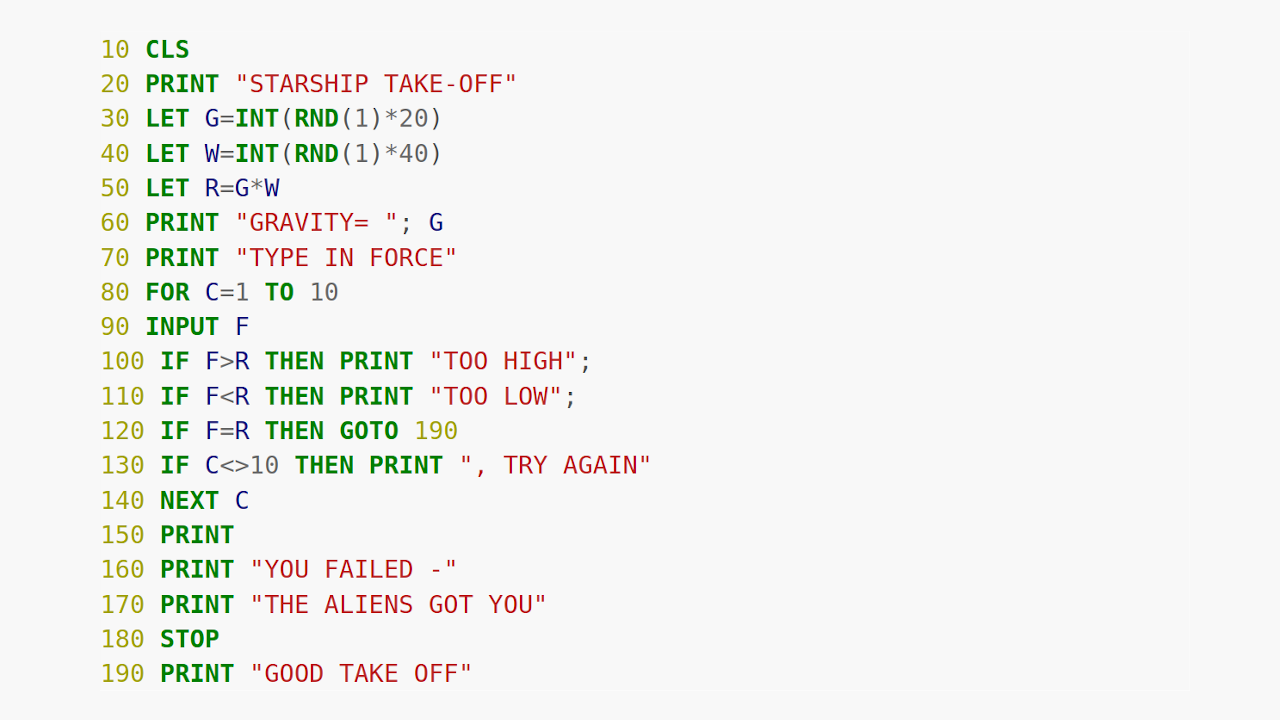 10 CLS
20 PRINT "STARSHIP TAKE-OFF"
30 LET G=INT(RND(1)*20)
40 LET W=INT(RND(1)*40)
50 LET R=G*W
60 PRINT "GRAVITY= "; G
70 PRINT "TYPE IN FORCE"
80 FOR C=1 TO 10
90 INPUT F
100 IF F>R THEN PRINT "TOO HIGH";
110 IF F<R THEN PRINT "TOO LOW";
120 IF F=R THEN GOTO 190
130 IF C<>10 THEN PRINT ", TRY AGAIN"
140 NEXT C
150 PRINT
160 PRINT "YOU FAILED -"
170 PRINT "THE ALIENS GOT YOU"
180 STOP
190 PRINT "GOOD TAKE OFF"